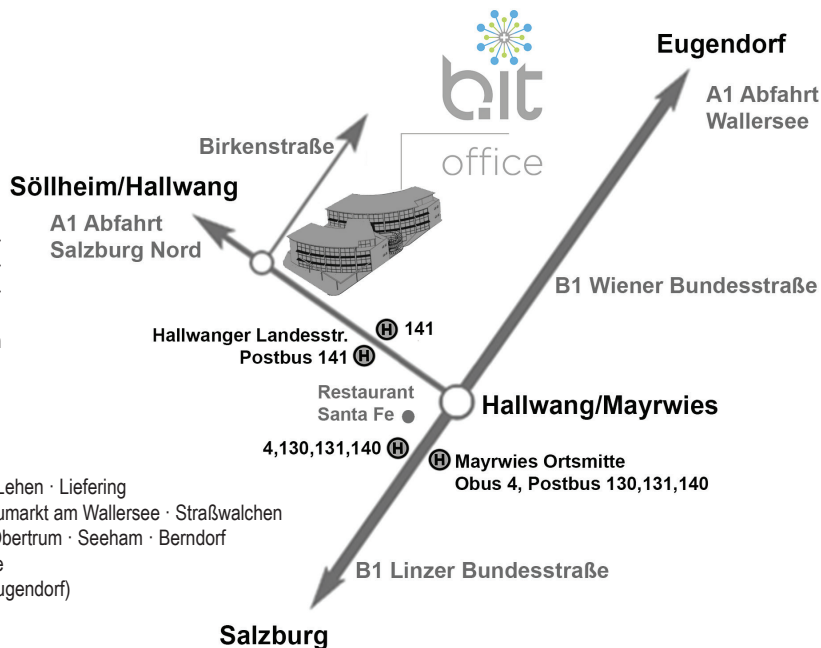 Eugendorf
A1 Abfahrt
Wallersee
bit
office
Birkenstraße
Söllheim/Hallwang
A1 Abfahrt
Salzburg Nord
B1 Wiener Bundesstraße
H 141
Hallwanger Landesstr.
Postbus 141 H
Restaurant
Santa Fe
Hallwang/Mayrwies
4,130,131,140 H
H Mayrwies Ortsmitte
Obus 4, Postbus 130,131,140
Lehen · Liefering
umarkt am Wallersee · Straßwalchen
Obertrum · Seeham · Berndorf
e
ugendorf)
B1 Linzer Bundesstraße
Salzburg